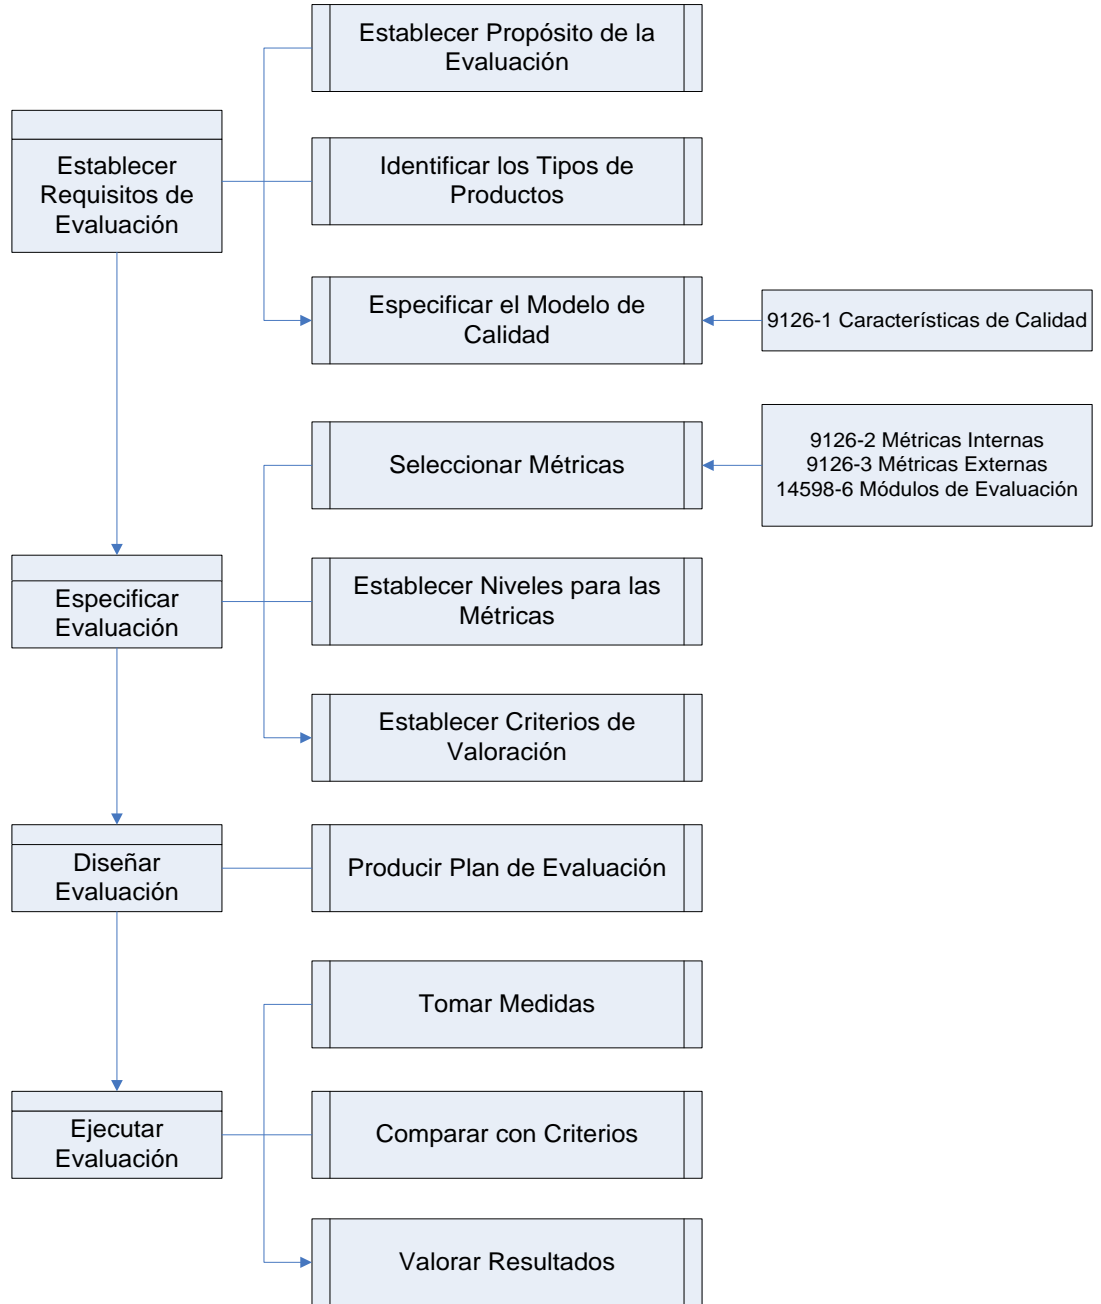 Establecer Propósito de la
Evaluación
Establecer
Requisitos de
Evaluación
Identificar los Tipos de
Productos
Especificar el Modelo de
Calidad
9126-1 Características de Calidad
Seleccionar Métricas
9126-2 Métricas Internas
9126-3 Métricas Externas
14598-6 Módulos de Evaluación
Especificar
Evaluación
Establecer Niveles para las
Métricas
Establecer Criterios de
Valoración
Diseñar
Evaluación
Producir Plan de Evaluación
Tomar Medidas
Ejecutar
Evaluación
Comparar con Criterios
Valorar Resultados